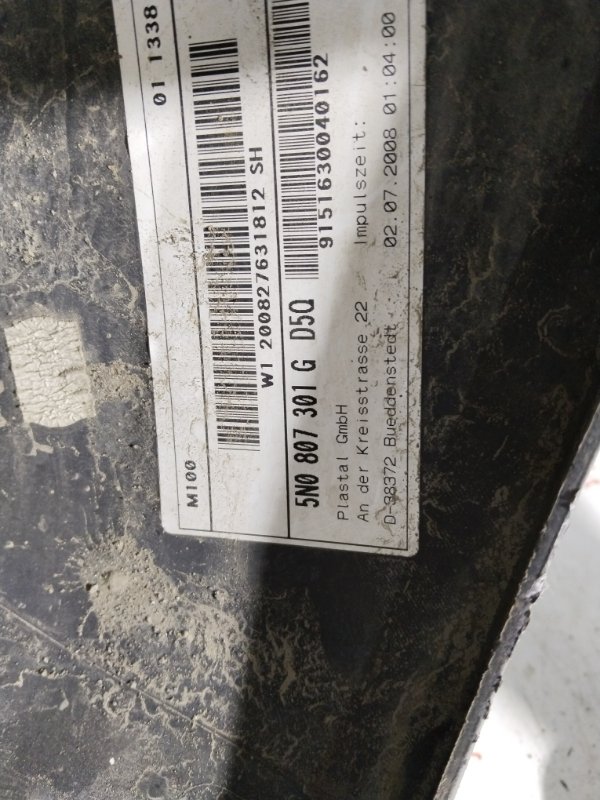 M100 01 1338
W1 200827631812 SH
5N0 807 301 G D5Q
91516300040162
Plastal GmbH
An der Kreisstrasse 22 Impulszeit:
D-38372 Bueddenstedt 02.07.2008 01:04:00